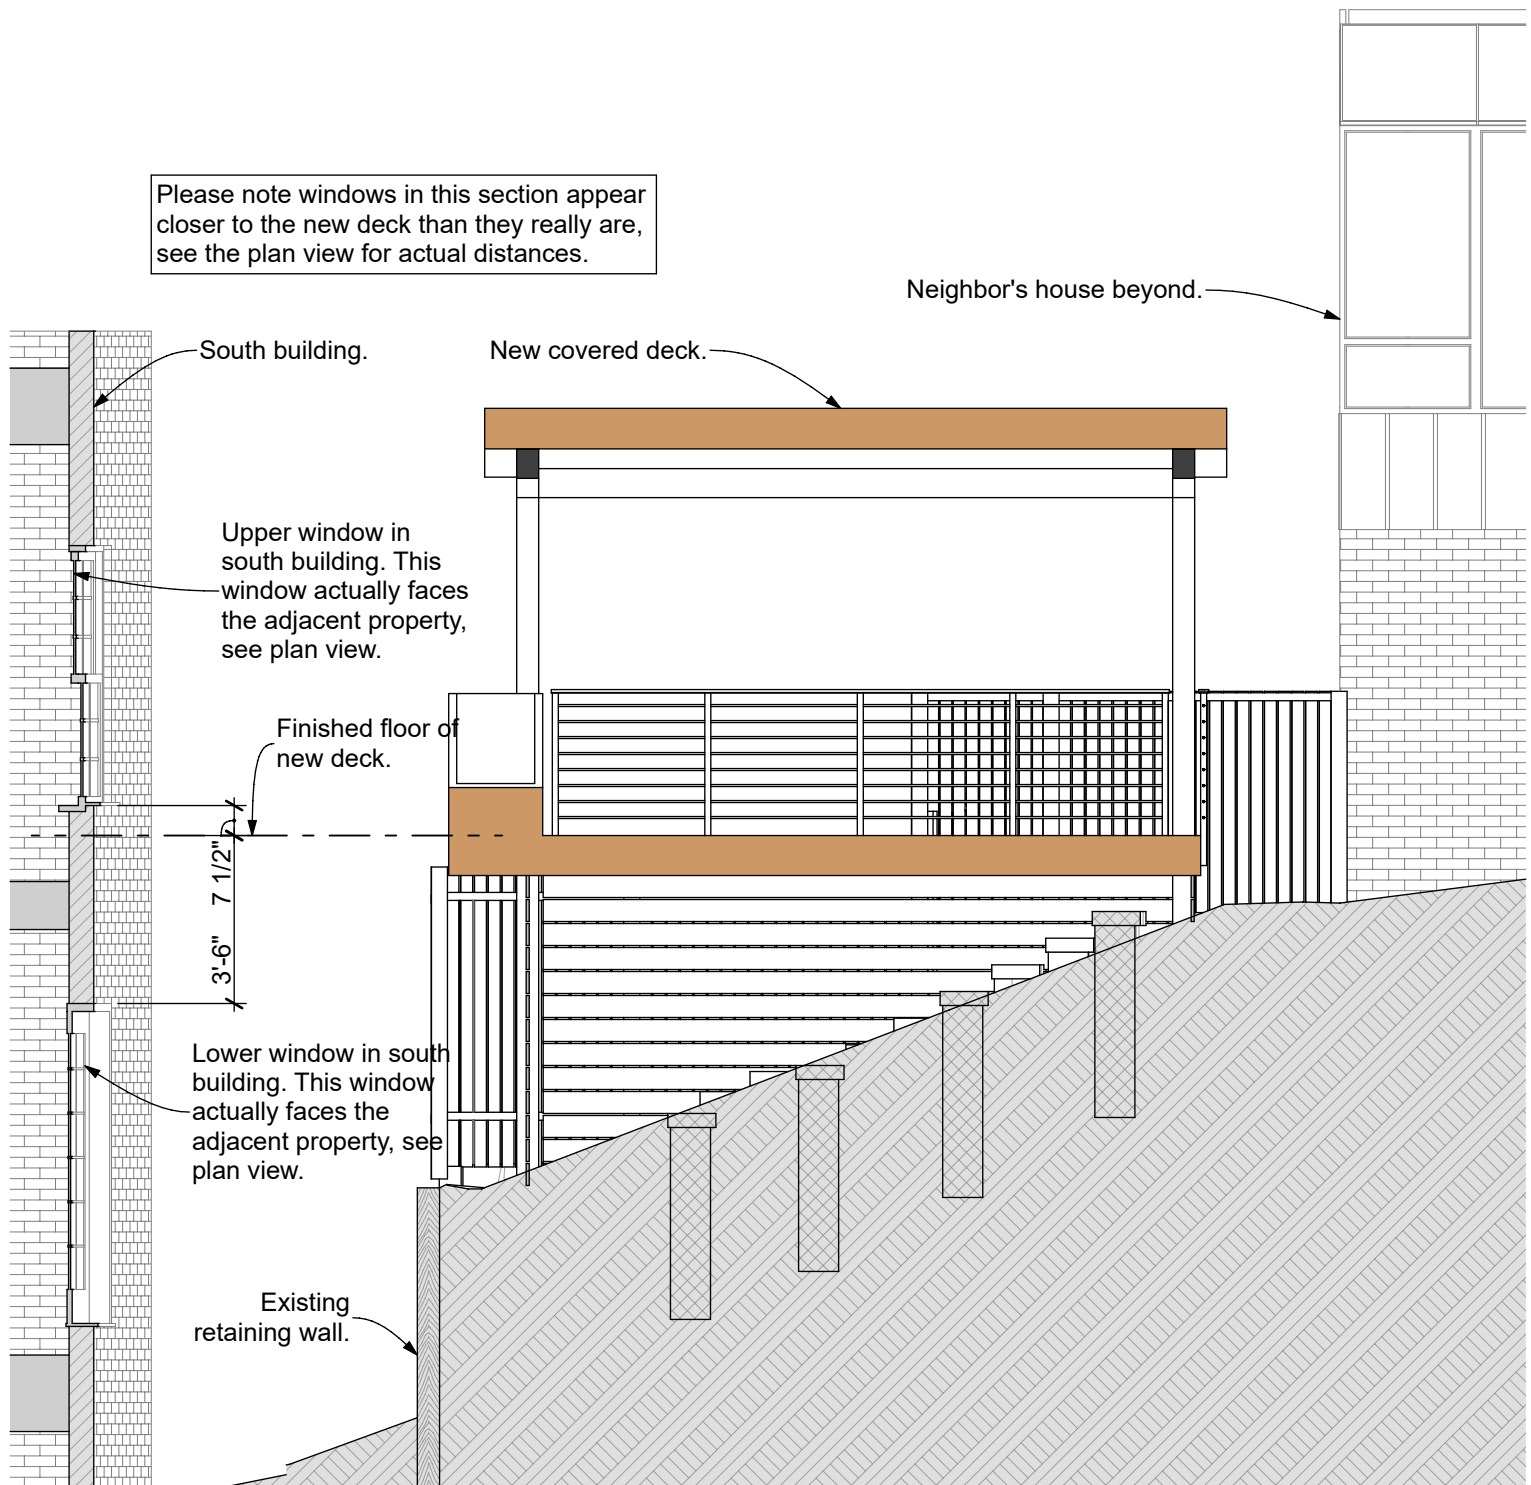 Please note windows in this section appear
closer to the new deck than they really are,
see the plan view for actual distances.
Neighbor's house beyond.
South building.
New covered deck.
Upper window in
south building. This
window actually faces
the adjacent property,
see plan view.
Finished floor of
new deck.
7 1/2"
3'-6"
Lower window in south
building. This window
actually faces the
adjacent property, see
plan view.
Existing
retaining wall.